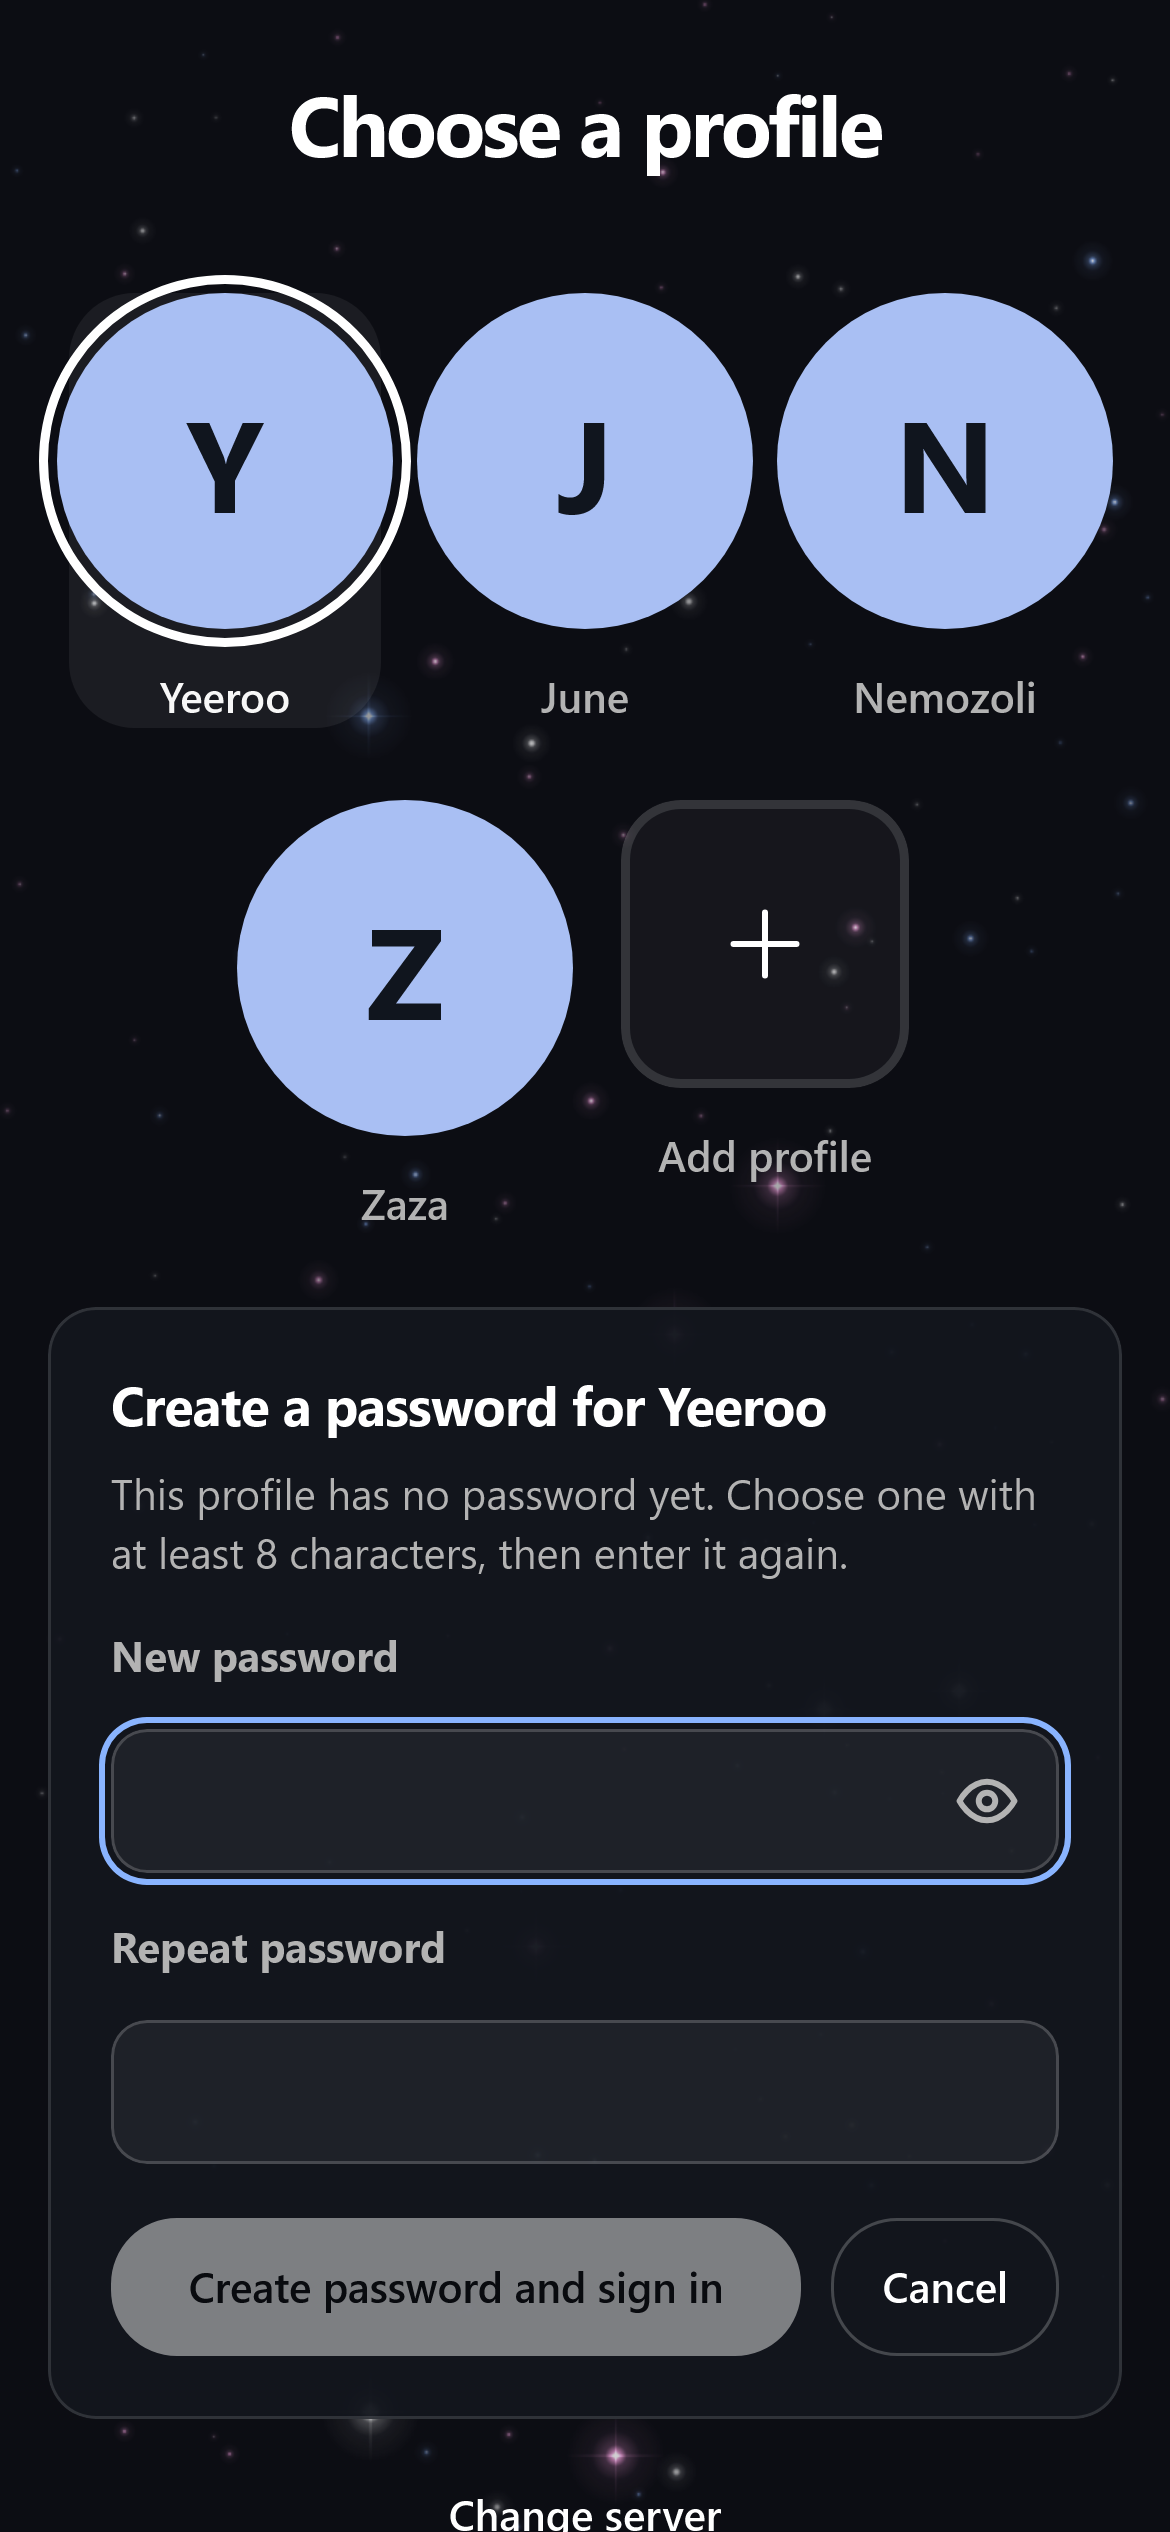 Choose a profile
Y
J
N
Yeeroo
June
Nemozoli
Z
Zaza
Add profile
Create a password for Yeeroo
This profile has no password yet. Choose one with
at least 8 characters, then enter it again.
New password
Repeat password
Create password and sign in
Cancel
Change server